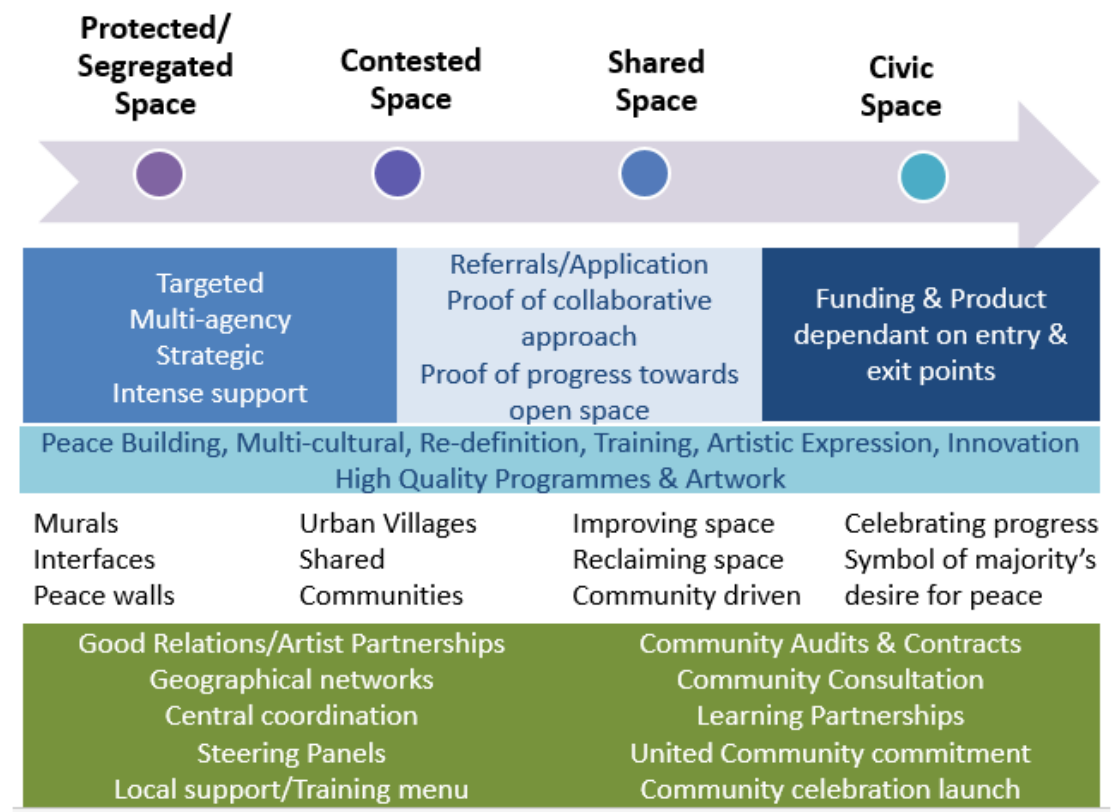 Protected/
Segregated
Space
Contested
Space
Shared
Space
Civic
Space
Targeted
Multi-agency
Strategic
Intense support
Referrals/Application
Proof of collaborative
approach
Proof of progress towards
open space
Funding & Product
dependant on entry &
exit points
Peace Building, Multi-cultural, Re-definition, Training, Artistic Expression, Innovation
High Quality Programmes & Artwork
Murals
Interfaces
Peace walls
Urban Villages
Shared
Communities
Improving space
Reclaiming space
Community driven
Celebrating progress
Symbol of majority's
desire for peace
Good Relations/Artist Partnerships
Geographical networks
Central coordination
Steering Panels
Local support/Training menu
Community Audits & Contracts
Community Consultation
Learning Partnerships
United Community commitment
Community celebration launch